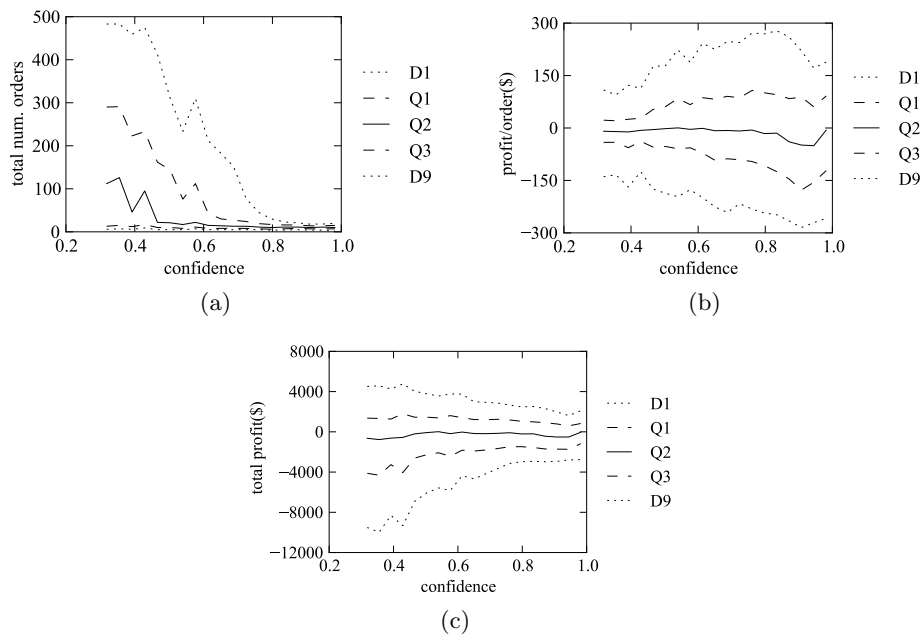 500
400
300
200
100
0
0.2 0.4 0.6 0.8 1.0
total num. orders
confidence
D1
Q1
Q2
Q3
D9
(a)
300
150
0
−150
−300
0.2 0.4 0.6 0.8 1.0
profit/order($)
confidence
D1
Q1
Q2
Q3
D9
(b)
8000
4000
0
−4000
−8000
−12000
0.2 0.4 0.6 0.8 1.0
total profit($)
confidence
D1
Q1
Q2
Q3
D9
(c)